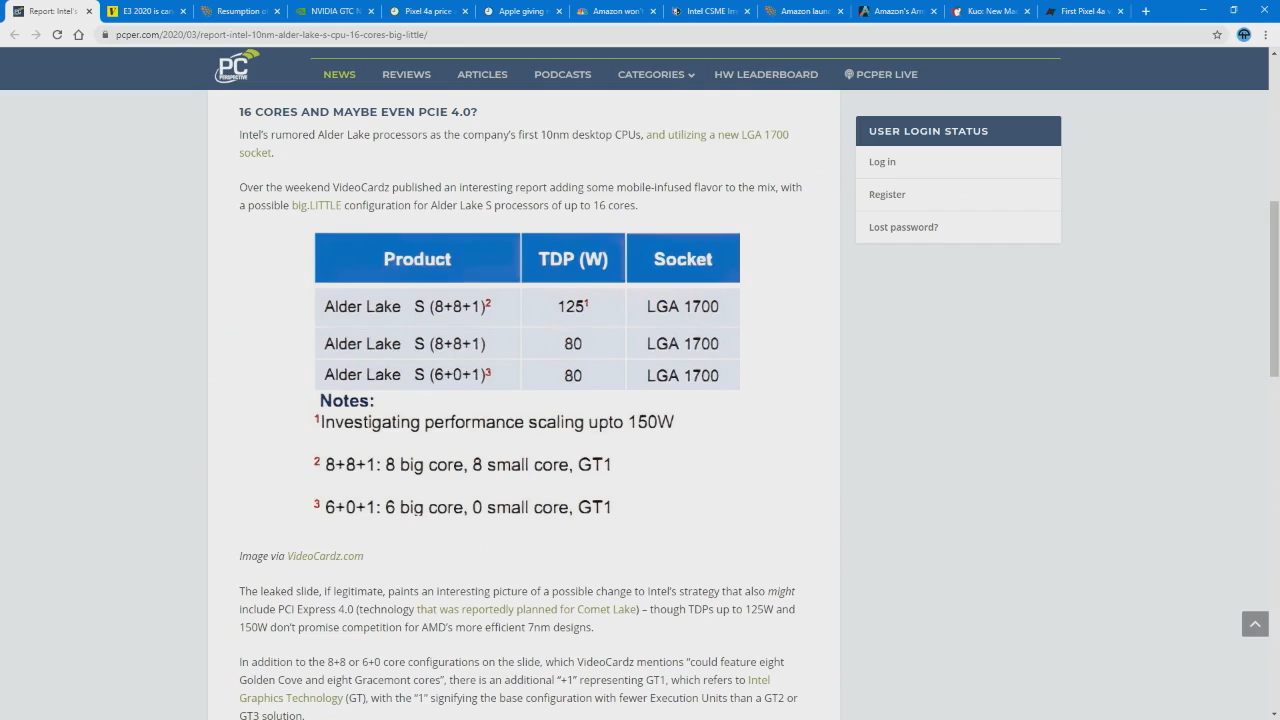 Report: Intel's
E3 2020 is can
Resumption o
NVIDIA GTC N
Pixel 4a price
Apple giving r
Amazon won'
Intel CSME Im
Amazon laun
Amazon's Arm
Kuo: New Ma
First Pixel 4a v
pcper.com/2020/03/report-intel-10nm-alder-lake-s-cpu-16-cores-big-little/
PC
PERSPECTIVE
NEWS
REVIEWS
ARTICLES
PODCASTS
CATEGORIES
HW LEADERBOARD
PCPER LIVE
16 CORES AND MAYBE EVEN PCIE 4.0?
Intel's rumored Alder Lake processors as the company's first 10nm desktop CPUs, and utilizing a new LGA 1700
socket.
Over the weekend VideoCardz published an interesting report adding some mobile-infused flavor to the mix, with
a possible big.LITTLE configuration for Alder Lake S processors of up to 16 cores.
Product TDP (W) Socket
Alder Lake S (8+8+1)2 1251 LGA 1700
Alder Lake S (8+8+1) 80 LGA 1700
Alder Lake S (6+0+1)3 80 LGA 1700
Notes:
1Investigating performance scaling upto 150W
2 8+8+1: 8 big core, 8 small core, GT1
3 6+0+1: 6 big core, 0 small core, GT1
Image via VideoCardz.com
The leaked slide, if legitimate, paints an interesting picture of a possible change to Intel's strategy that also might
include PCI Express 4.0 (technology that was reportedly planned for Comet Lake) – though TDPs up to 125W and
150W don't promise competition for AMD's more efficient 7nm designs.
In addition to the 8+8 or 6+0 core configurations on the slide, which VideoCardz mentions "could feature eight
Golden Cove and eight Gracemont cores", there is an additional "+1" representing GT1, which refers to Intel
Graphics Technology (GT), with the "1" signifying the base configuration with fewer Execution Units than a GT2 or
GT3 solution.
USER LOGIN STATUS
Log in
Register
Lost password?